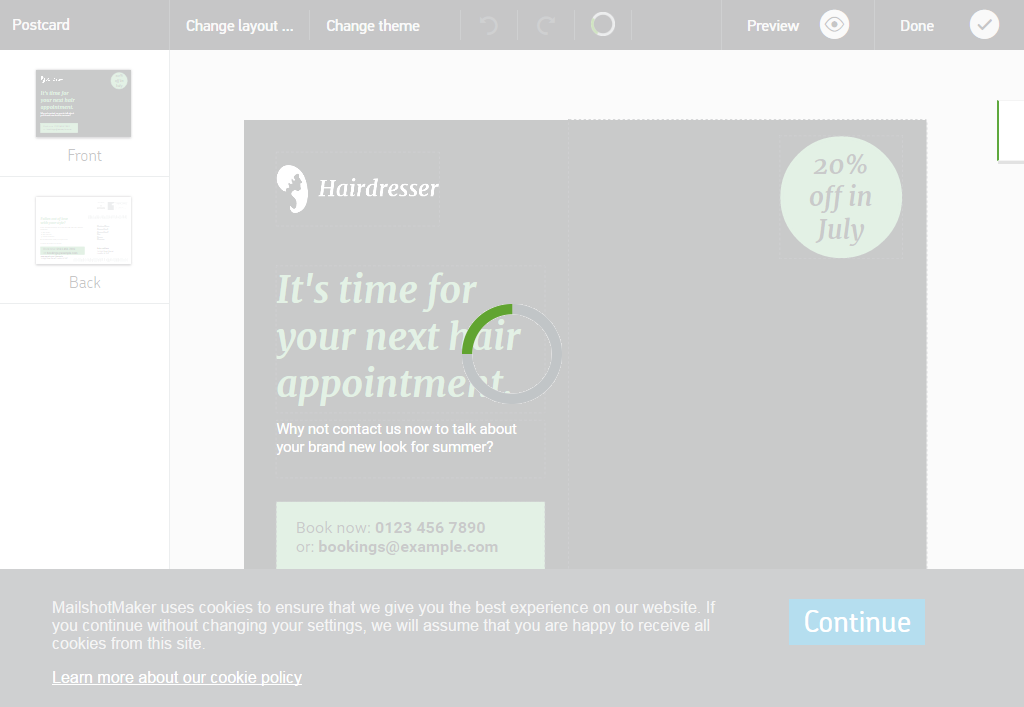 Postcard
Change layout ...
Change theme
Preview
Done
Front
Back
Hairdresser
20%
off in
July
It's time for
your next hair
appointment.
Why not contact us now to talk about
your brand new look for summer?
Book now: 0123 456 7890
or: bookings@example.com
MailshotMaker uses cookies to ensure that we give you the best experience on our website. If
you continue without changing your settings, we will assume that you are happy to receive all
cookies from this site.
Learn more about our cookie policy
Continue